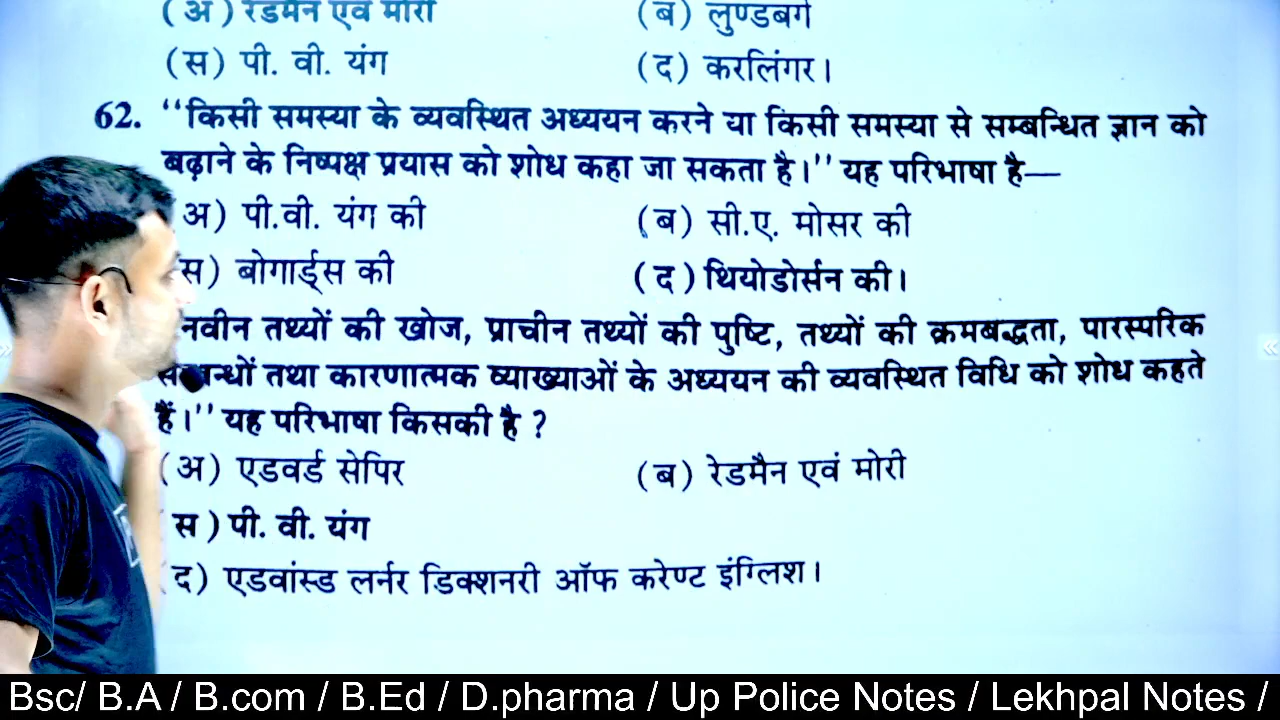 (अ) रेडमैन एवं मोरी (ब) लुण्डबर्ग
(स) पी. वी. यंग (द) करलिंगर।
62. ‘‘किसी समस्या के व्यवस्थित अध्ययन करने या किसी समस्या से सम्बन्धित ज्ञान को
बढ़ाने के निष्पक्ष प्रयास को शोध कहा जा सकता है।’’ यह परिभाषा है—
अ) पी.वी. यंग की (ब) सी.ए. मोसर की
स) बोगार्ड्स की (द) थियोडोर्सन की।
नवीन तथ्यों की खोज, प्राचीन तथ्यों की पुष्टि, तथ्यों की क्रमबद्धता, पारस्परिक
तथा कारणात्मक व्याख्याओं के अध्ययन की व्यवस्थित विधि को शोध कहते
हैं।’’ यह परिभाषा किसकी है ?
(अ) एडवर्ड सेपिर (ब) रेडमैन एवं मोरी
स) पी. वी. यंग
द) एडवांस्ड लर्नर डिक्शनरी ऑफ करेण्ट इंग्लिश।
Bsc/ B.A / B.com / B.Ed / D.pharma / Up Police Notes / Lekhpal Notes /